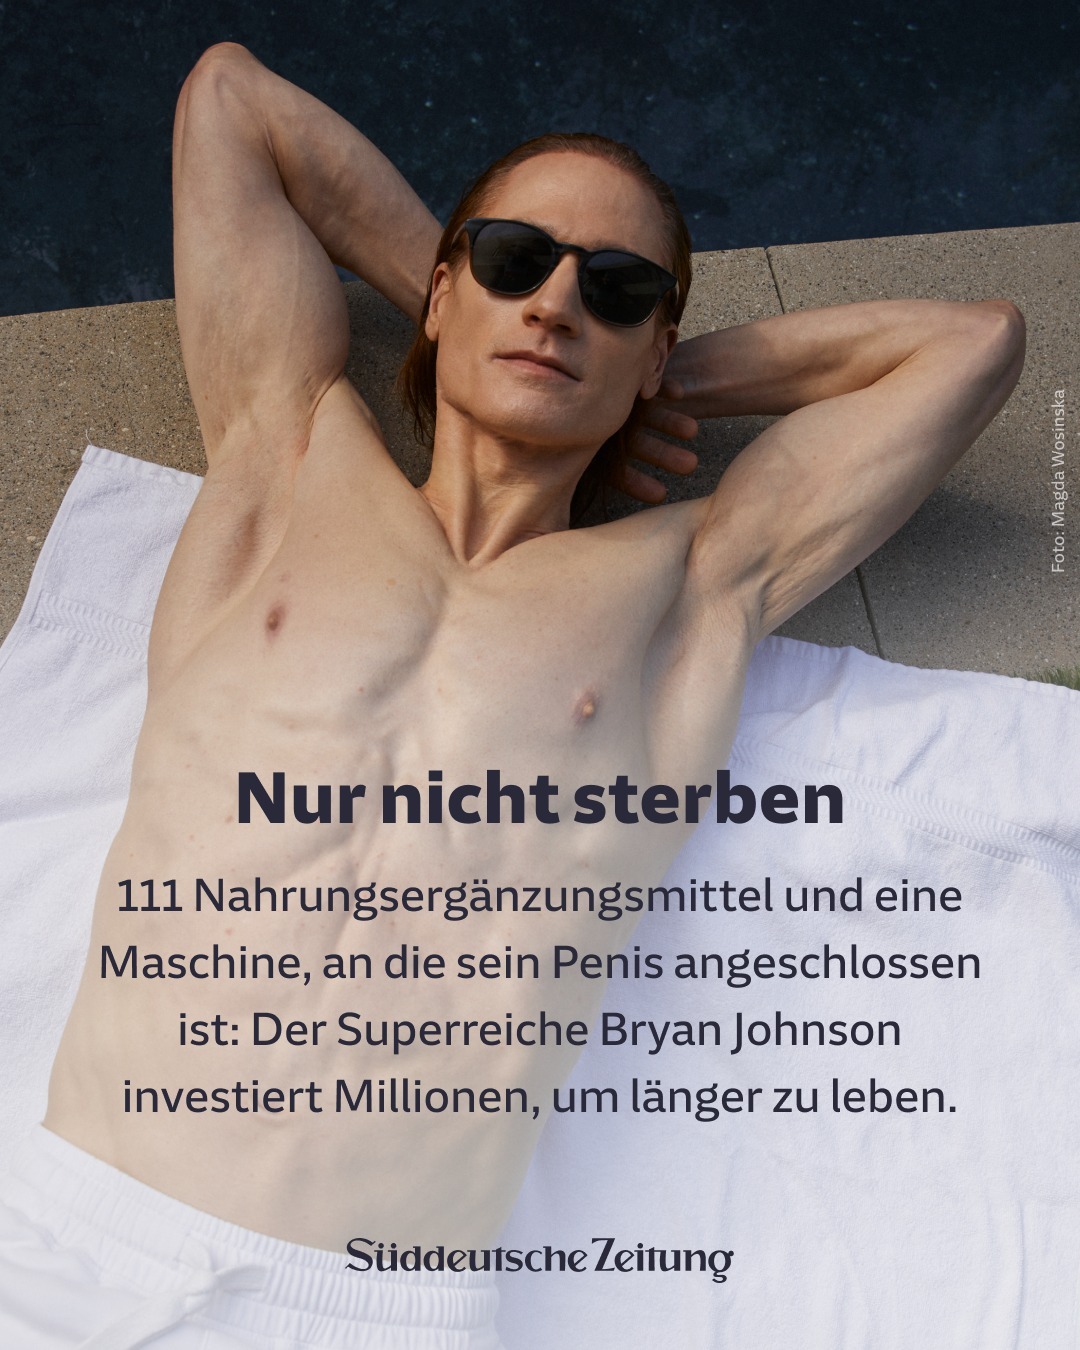 Foto: Magda Wosinska
Nur nicht sterben
111 Nahrungsergänzungsmittel und eine
Maschine, an die sein Penis angeschlossen
ist: Der Superreiche Bryan Johnson
investiert Millionen, um länger zu leben.
Süddeutsche Zeitung